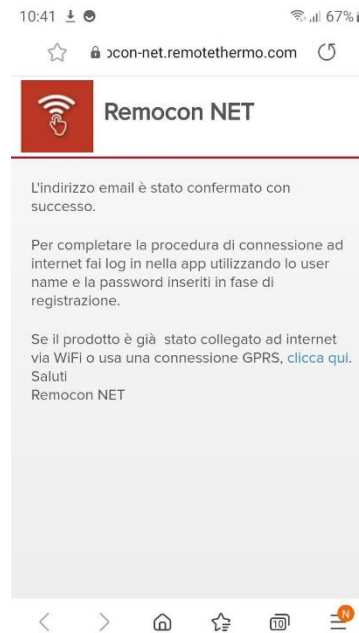 10:41
67%
ocon-net.remotethermo.com
Remocon NET
L'indirizzo email è stato confermato con
successo.
Per completare la procedura di connessione ad
internet fai log in nella app utilizzando lo user
name e la password inseriti in fase di
registrazione.
Se il prodotto è già stato collegato ad internet
via WiFi o usa una connessione GPRS, clicca qui.
Saluti
Remocon NET
10
N